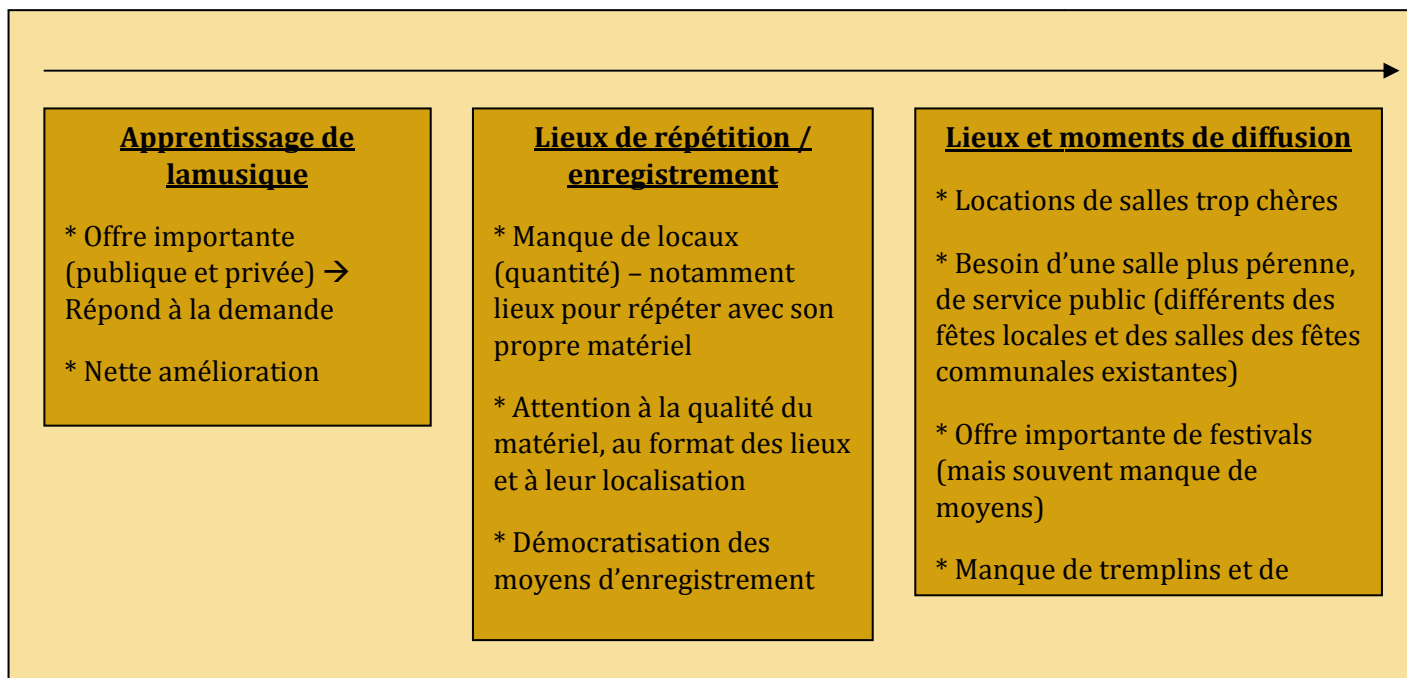 Apprentissage de
lamusique
* Offre importante
(publique et privée) →
Répond à la demande
* Nette amélioration
Lieux de répétition /
enregistrement
* Manque de locaux
(quantité) – notamment
lieux pour répéter avec son
propre matériel
* Attention à la qualité du
matériel, au format des lieux
et à leur localisation
* Démocratisation des
moyens d’enregistrement
Lieux et moments de diffusion
* Locations de salles trop chères
* Besoin d’une salle plus pérenne,
de service public (différents des
fêtes locales et des salles des fêtes
communales existantes)
* Offre importante de festivals
(mais souvent manque de
moyens)
* Manque de tremplins et de